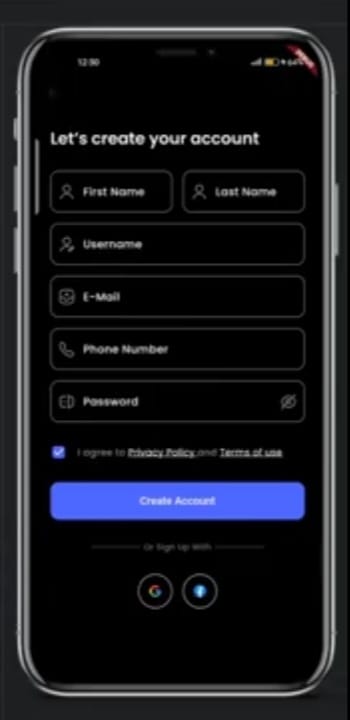 12:50
Let's create your account
First Name Last Name
Username
E-Mail
Phone Number
Password
I agree to Privacy Policy and Terms of use
Create Account
Or Sign Up With
G f